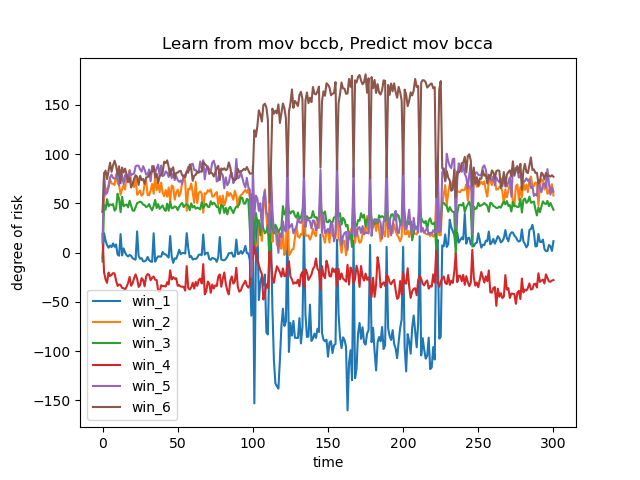 Learn from mov bccb, Predict mov bcca
degree of risk
150
100
50
0
−50
−100
−150
win_1
win_2
win_3
win_4
win_5
win_6
0 50 100 150 200 250 300
time